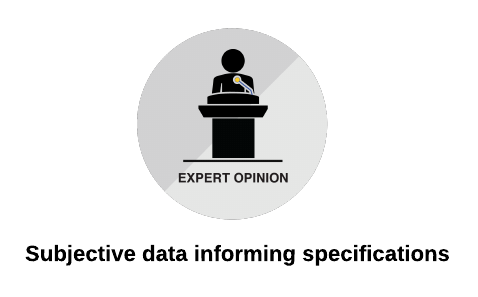 EXPERT OPINION
Subjective data informing specifications